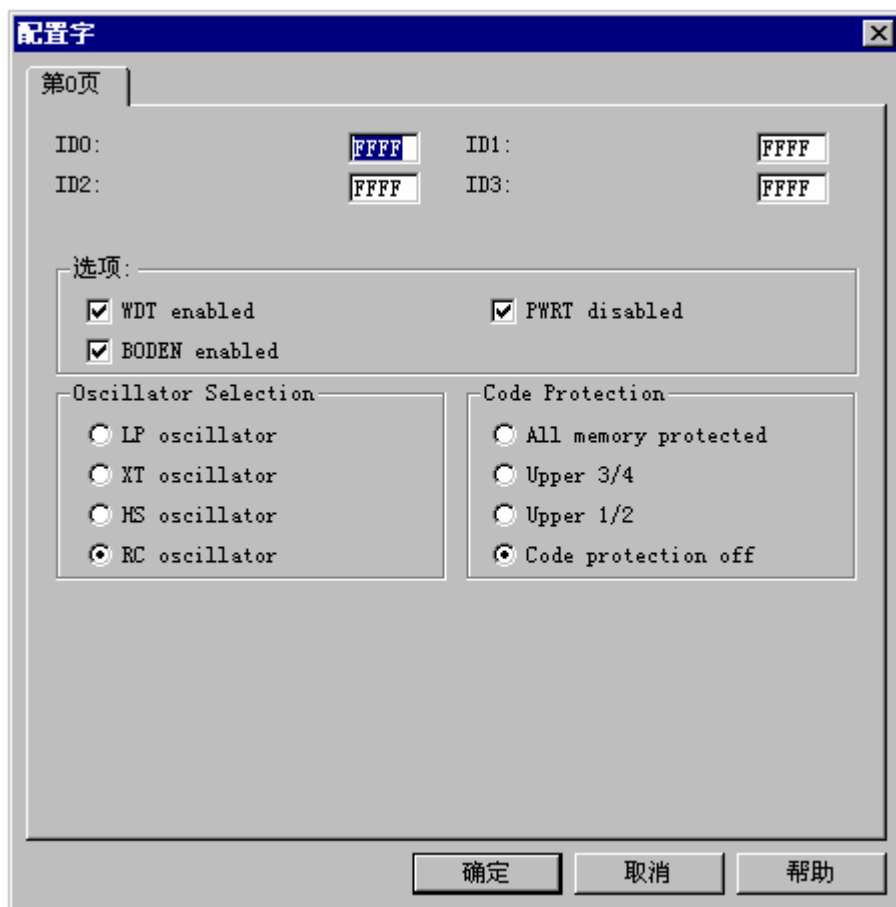 配置字
第0页
ID0: FFFF ID1: FFFF
ID2: FFFF ID3: FFFF
选项:
WDT enabled PWRT disabled
BODEN enabled
Oscillator Selection Code Protection
LP oscillator All memory protected
XT oscillator Upper 3/4
HS oscillator Upper 1/2
RC oscillator Code protection off
确定 取消 帮助